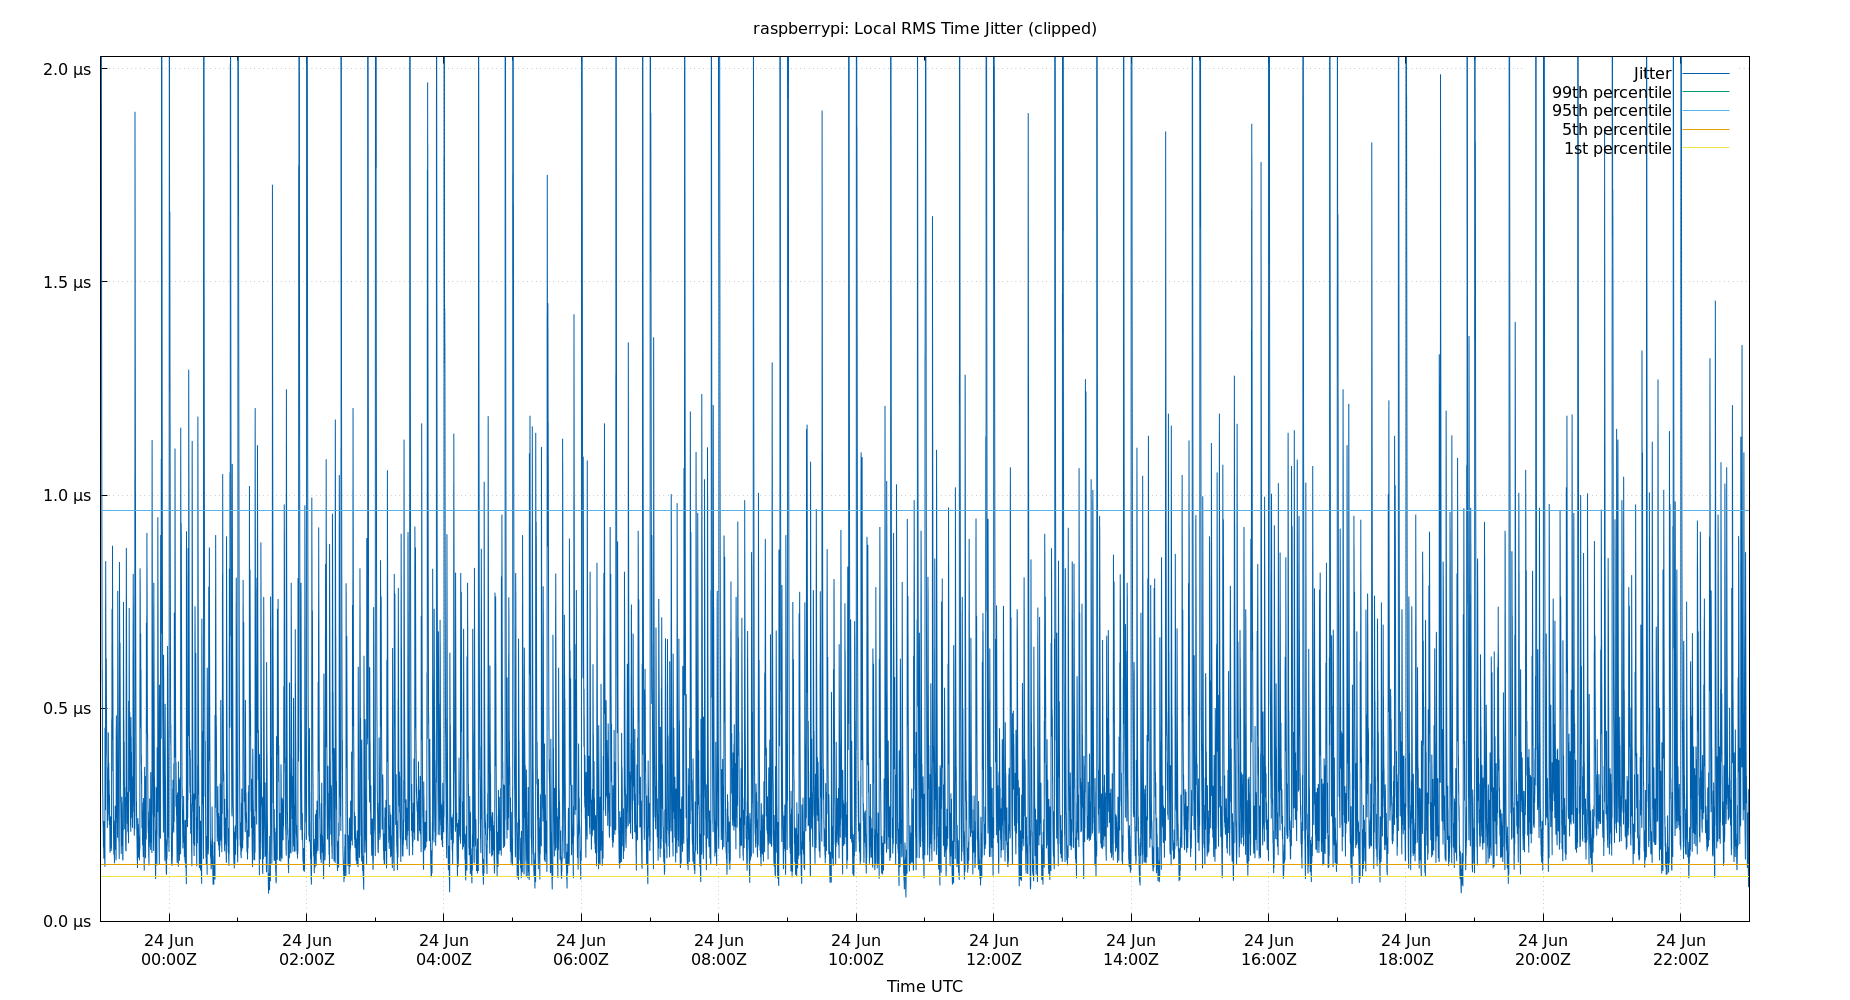 raspberrypi: Local RMS Time Jitter (clipped)
2.0 µs
1.5 µs
1.0 µs
0.5 µs
0.0 µs
Jitter
99th percentile
95th percentile
5th percentile
1st percentile
24 Jun 24 Jun 24 Jun 24 Jun 24 Jun 24 Jun 24 Jun 24 Jun 24 Jun 24 Jun 24 Jun 24 Jun
00:00Z 02:00Z 04:00Z 06:00Z 08:00Z 10:00Z 12:00Z 14:00Z 16:00Z 18:00Z 20:00Z 22:00Z
Time UTC